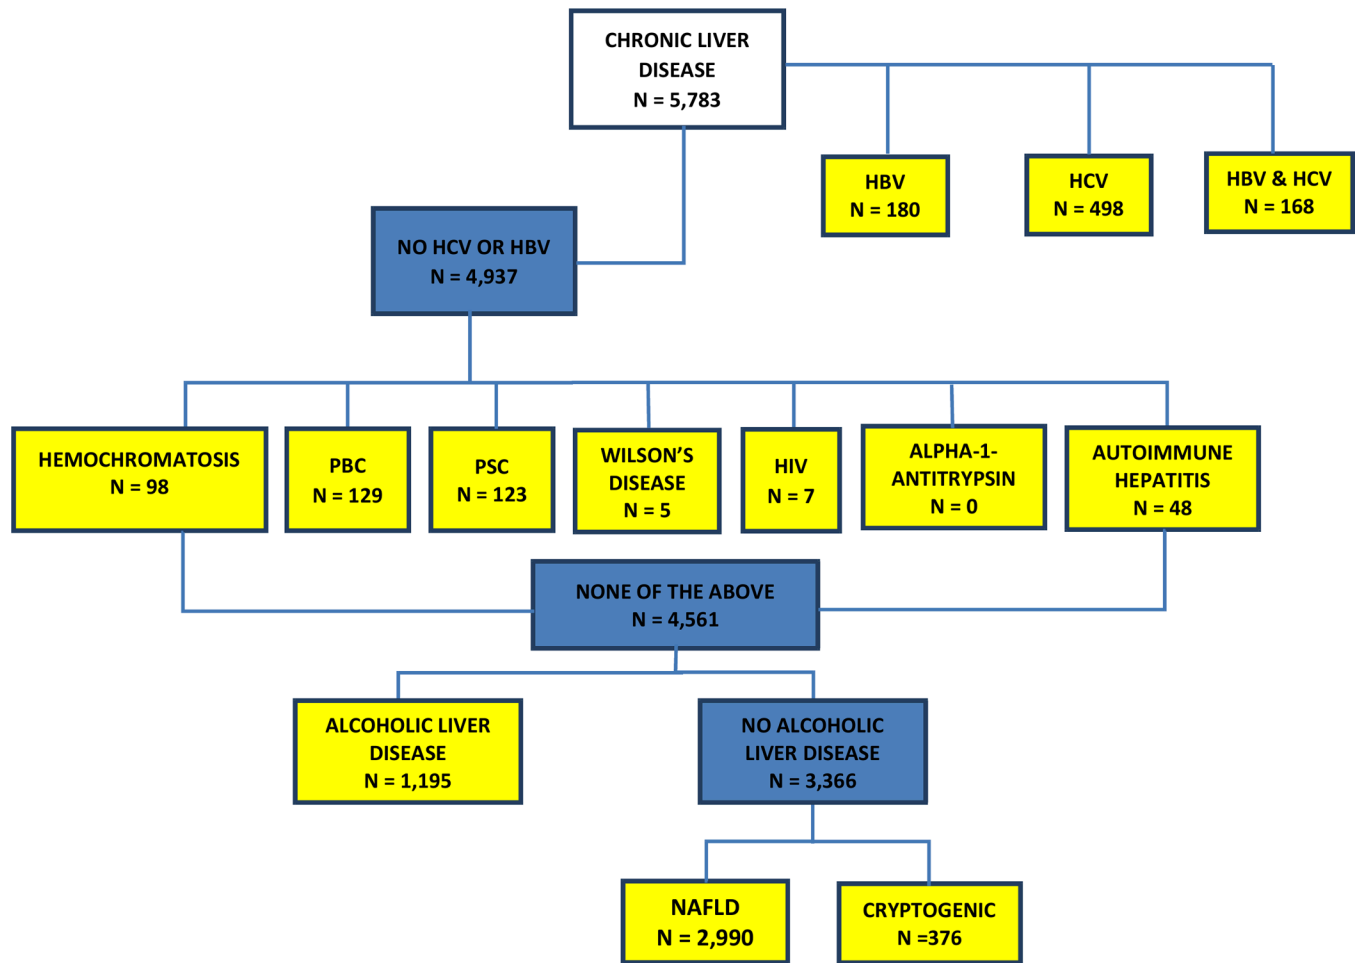 CHRONIC LIVER
DISEASE
N = 5,783
HBV
N = 180
HCV
N = 498
HBV & HCV
N = 168
NO HCV OR HBV
N = 4,937
HEMOCHROMATOSIS
N = 98
PBC
N = 129
PSC
N = 123
WILSON’S
DISEASE
N = 5
HIV
N = 7
ALPHA-1-
ANTITRYPSIN
N = 0
AUTOIMMUNE
HEPATITIS
N = 48
NONE OF THE ABOVE
N = 4,561
ALCOHOLIC LIVER
DISEASE
N = 1,195
NO ALCOHOLIC
LIVER DISEASE
N = 3,366
NAFLD
N = 2,990
CRYPTOGENIC
N =376